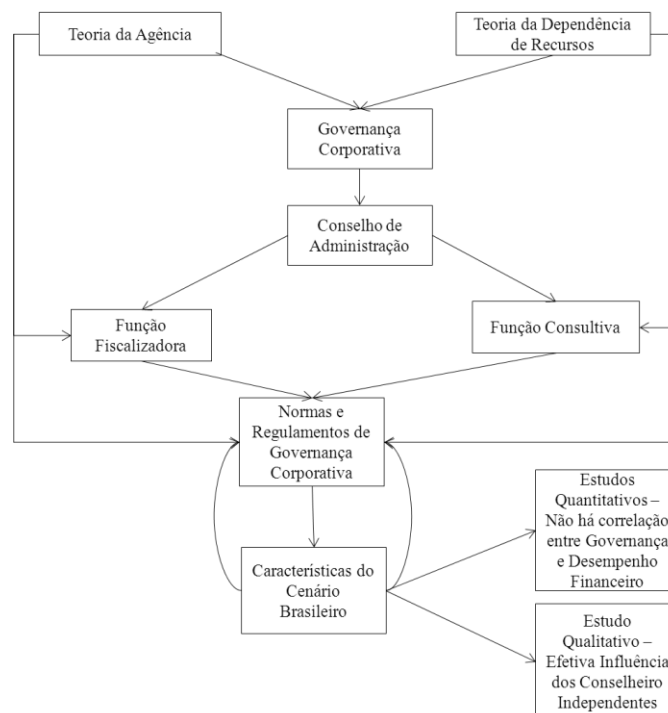 Teoria da Agência
Teoria da Dependência
de Recursos
Governança
Corporativa
Conselho de
Administração
Função
Fiscalizadora
Função Consultiva
Normas e
Regulamentos de
Governança
Corporativa
Características do
Cenário
Brasileiro
Estudos
Quantitativos –
Não há correlação
entre Governança
e Desempenho
Financeiro
Estudo
Qualitativo –
Efetiva Influência
dos Conselheiro
Independentes